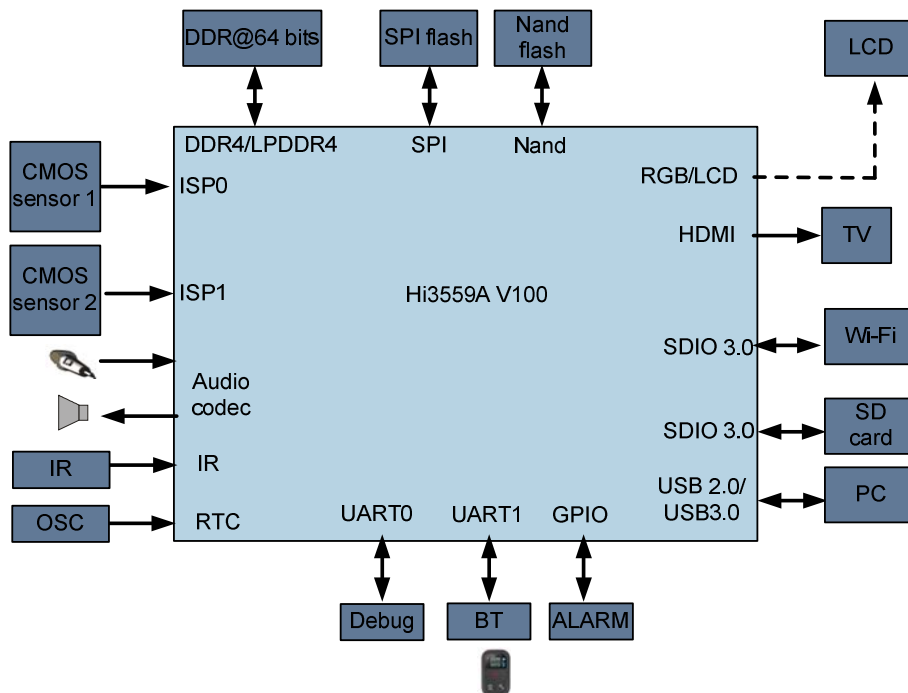 DDR@64 bits
SPI flash
Nand
flash
LCD
DDR4/LPDDR4
SPI
Nand
CMOS
sensor 1
ISP0
RGB/LCD
HDMI
TV
CMOS
sensor 2
ISP1
Hi3559A V100
SDIO 3.0
Wi-Fi
Audio
codec
SDIO 3.0
SD
card
IR
IR
USB 2.0/
USB3.0
PC
OSC
RTC
UART0
UART1
GPIO
Debug
BT
ALARM